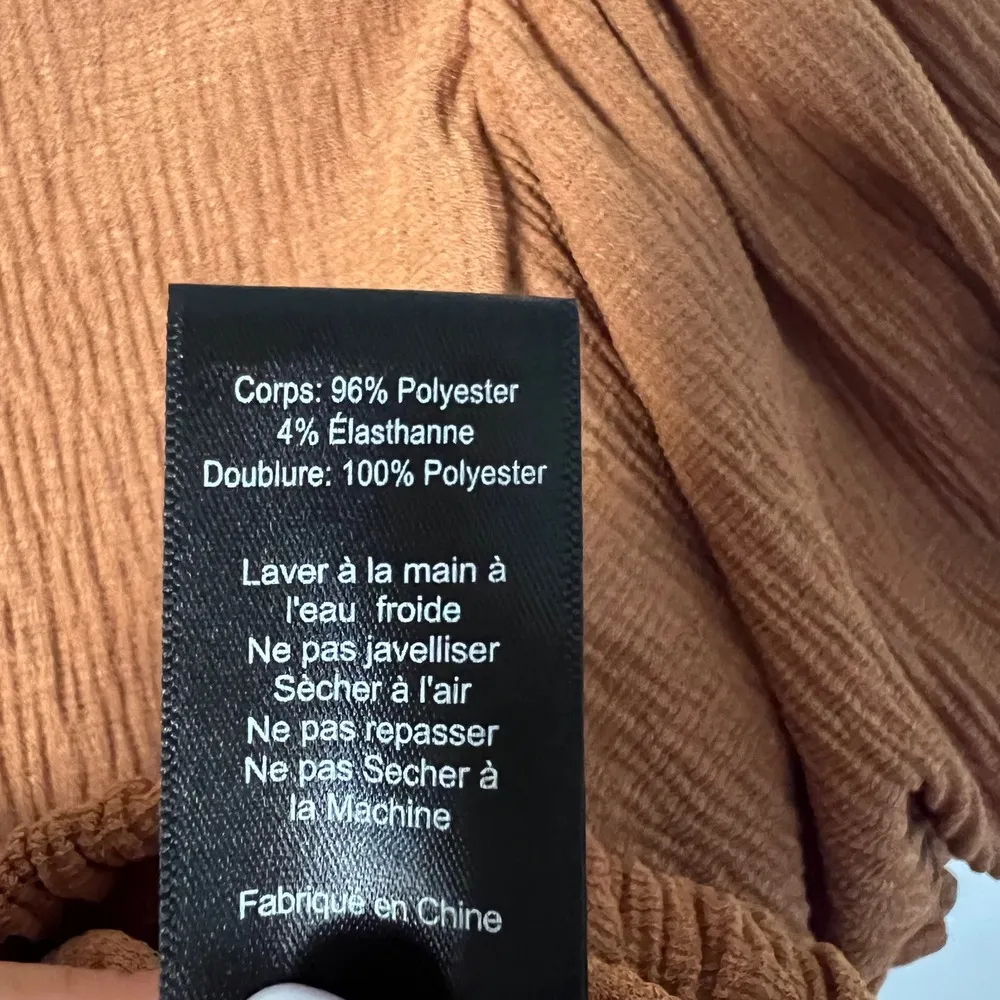 Corps: 96% Polyester
4% Élasthanne
Doublure: 100% Polyester
Laver à la main à
l'eau froide
Ne pas javelliser
Sècher à l'air
Ne pas repasser
Ne pas Secher à
la Machine
Fabriqué en Chine